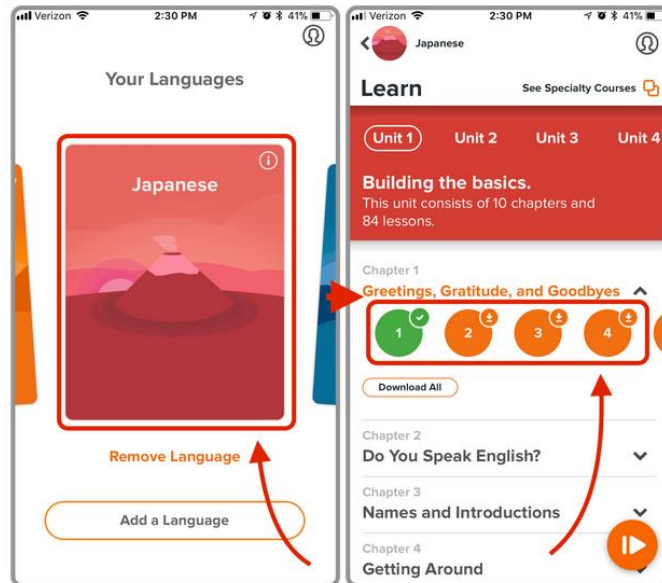 Verizon 2:30 PM 41%
Your Languages
Japanese
Remove Language
Add a Language
Verizon 2:30 PM 41%
Japanese
Learn See Specialty Courses
Unit 1 Unit 2 Unit 3 Unit 4
Building the basics.
This unit consists of 10 chapters and
84 lessons.
Chapter 1
Greetings, Gratitude, and Goodbyes
1 2 3 4
Download All
Chapter 2
Do You Speak English?
Chapter 3
Names and Introductions
Chapter 4
Getting Around